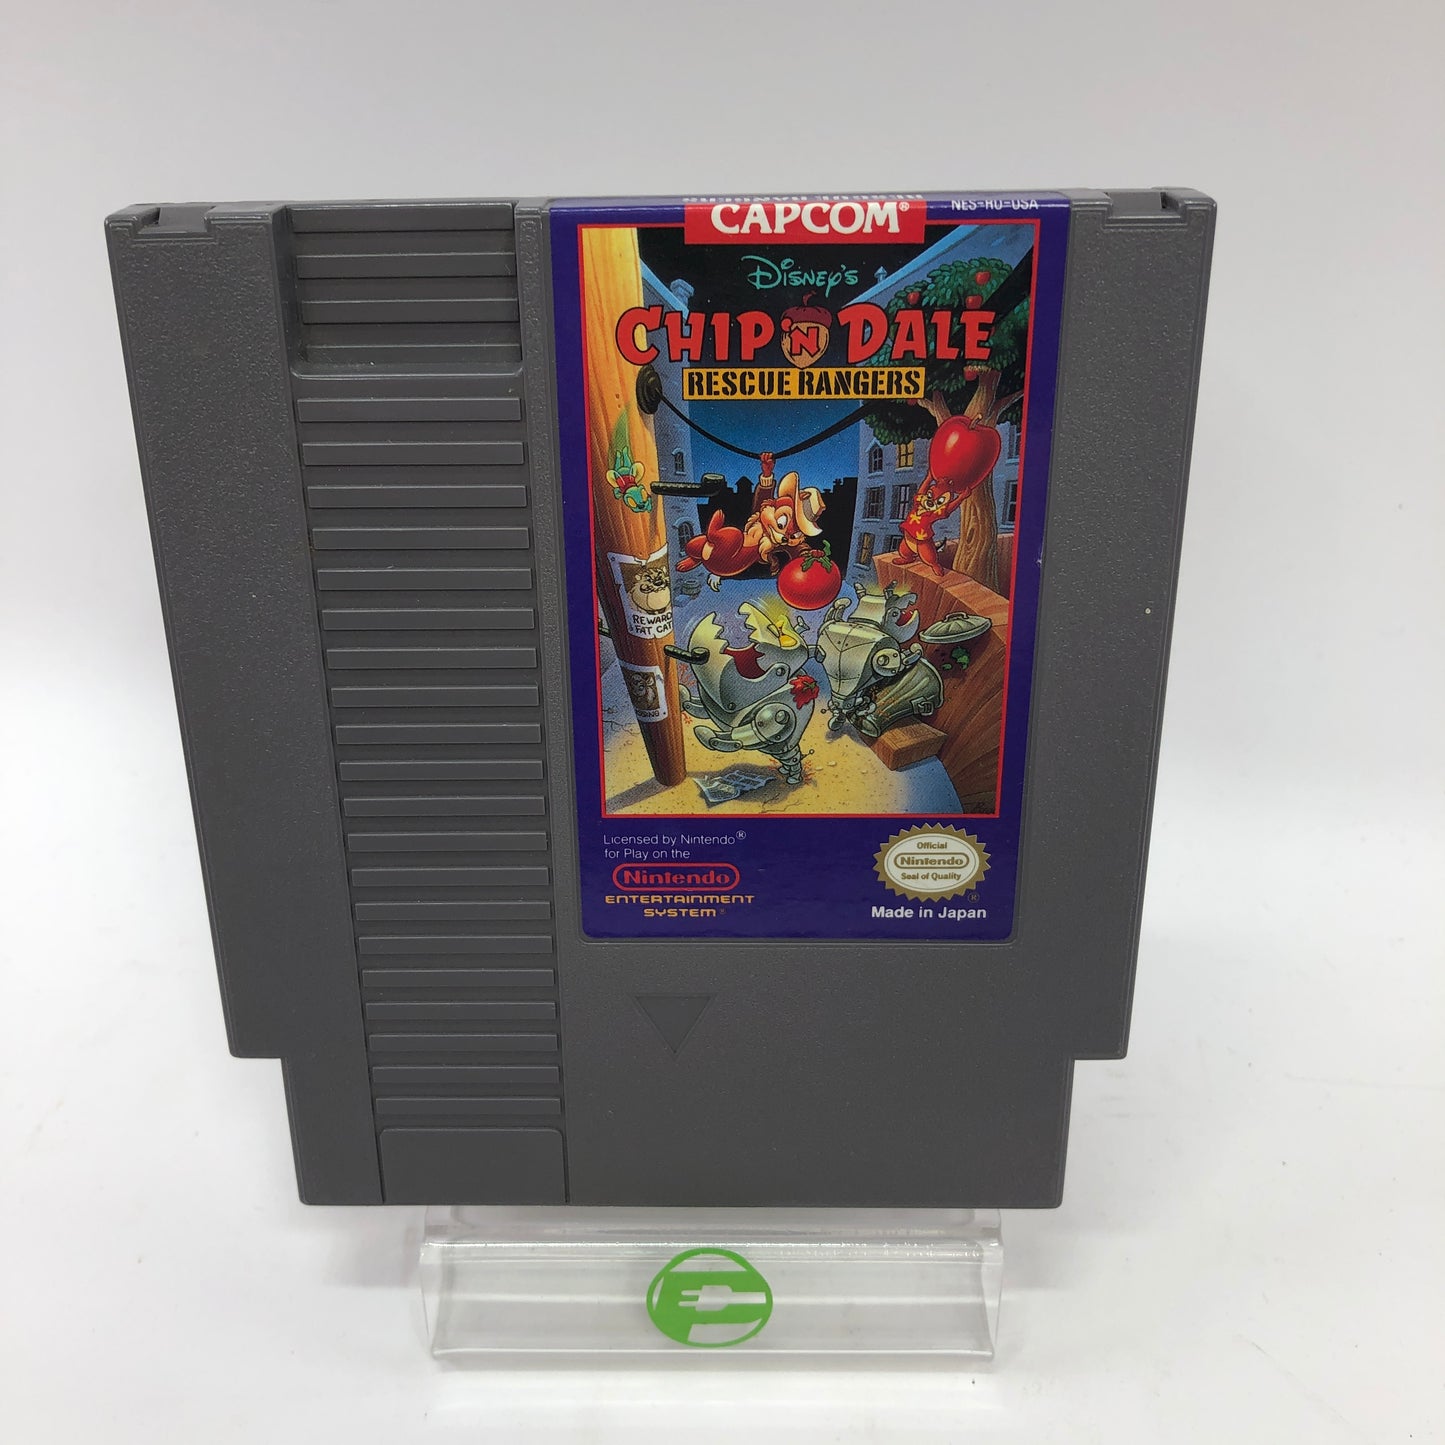 CAPCOM®
NES-RU-USA
DISNEY'S
CHIP 'N DALE
RESCUE RANGERS
REWARD
FAT CAT
Licensed by Nintendo®
for Play on the
Nintendo
ENTERTAINMENT
SYSTEM®
Official
Nintendo
Seal of Quality
®
Made in Japan